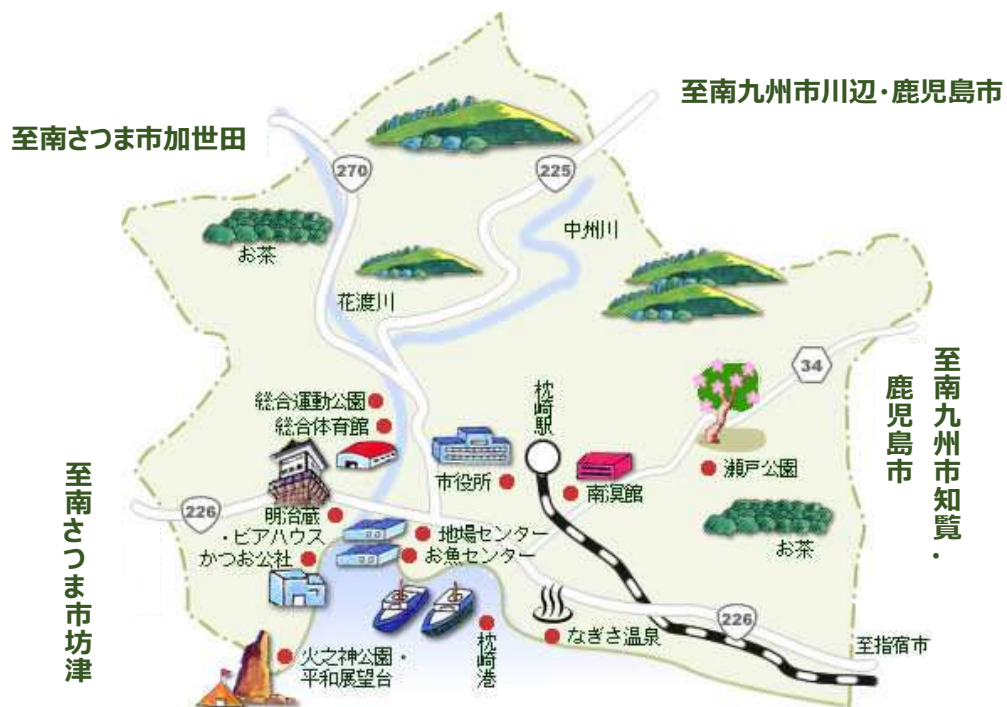 至南九州市川辺・鹿児島市
至南さつま市加世田
270
225
中州川
お茶
花渡川
34
至南九州市知覧・
鹿児島市
総合運動公園
総合体育館
枕崎駅
市役所
南溟館
瀬戸公園
至南さつま市坊津
226
明治蔵
・ビアハウス
かつお公社
地場センター
お魚センター
お茶
226
なぎさ温泉
至指宿市
枕崎港
火之神公園・
平和展望台